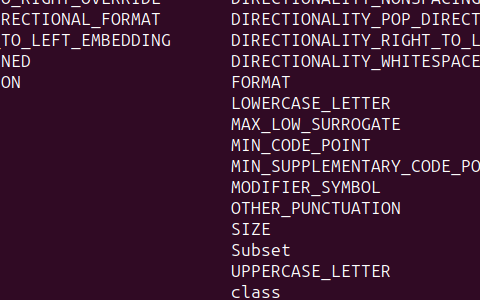 O_RIGHT_OVERRIDE DIRECTIONALITY_NONSPACING
RECTIONAL_FORMAT DIRECTIONALITY_POP_DIRECT
_TO_LEFT_EMBEDDING DIRECTIONALITY_RIGHT_TO_L
NED DIRECTIONALITY_WHITESPACE
ON FORMAT
LOWERCASE_LETTER
MAX_LOW_SURROGATE
MIN_CODE_POINT
MIN_SUPPLEMENTARY_CODE_PO
MODIFIER_SYMBOL
OTHER_PUNCTUATION
SIZE
Subset
UPPERCASE_LETTER
class